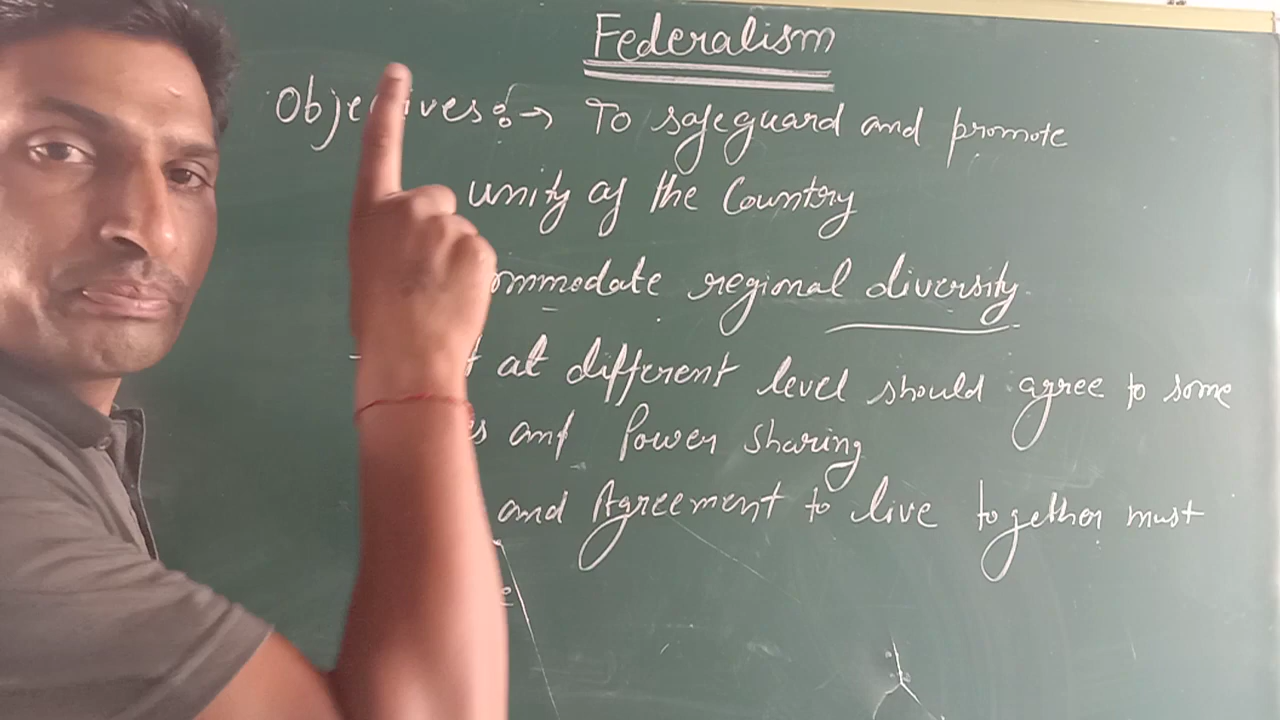 Federalism
Objectives:→ To safeguard and promote
unity of the Country
ommodate regional diversity
at different level should agree to some
and Power sharing
and Agreement to live together must